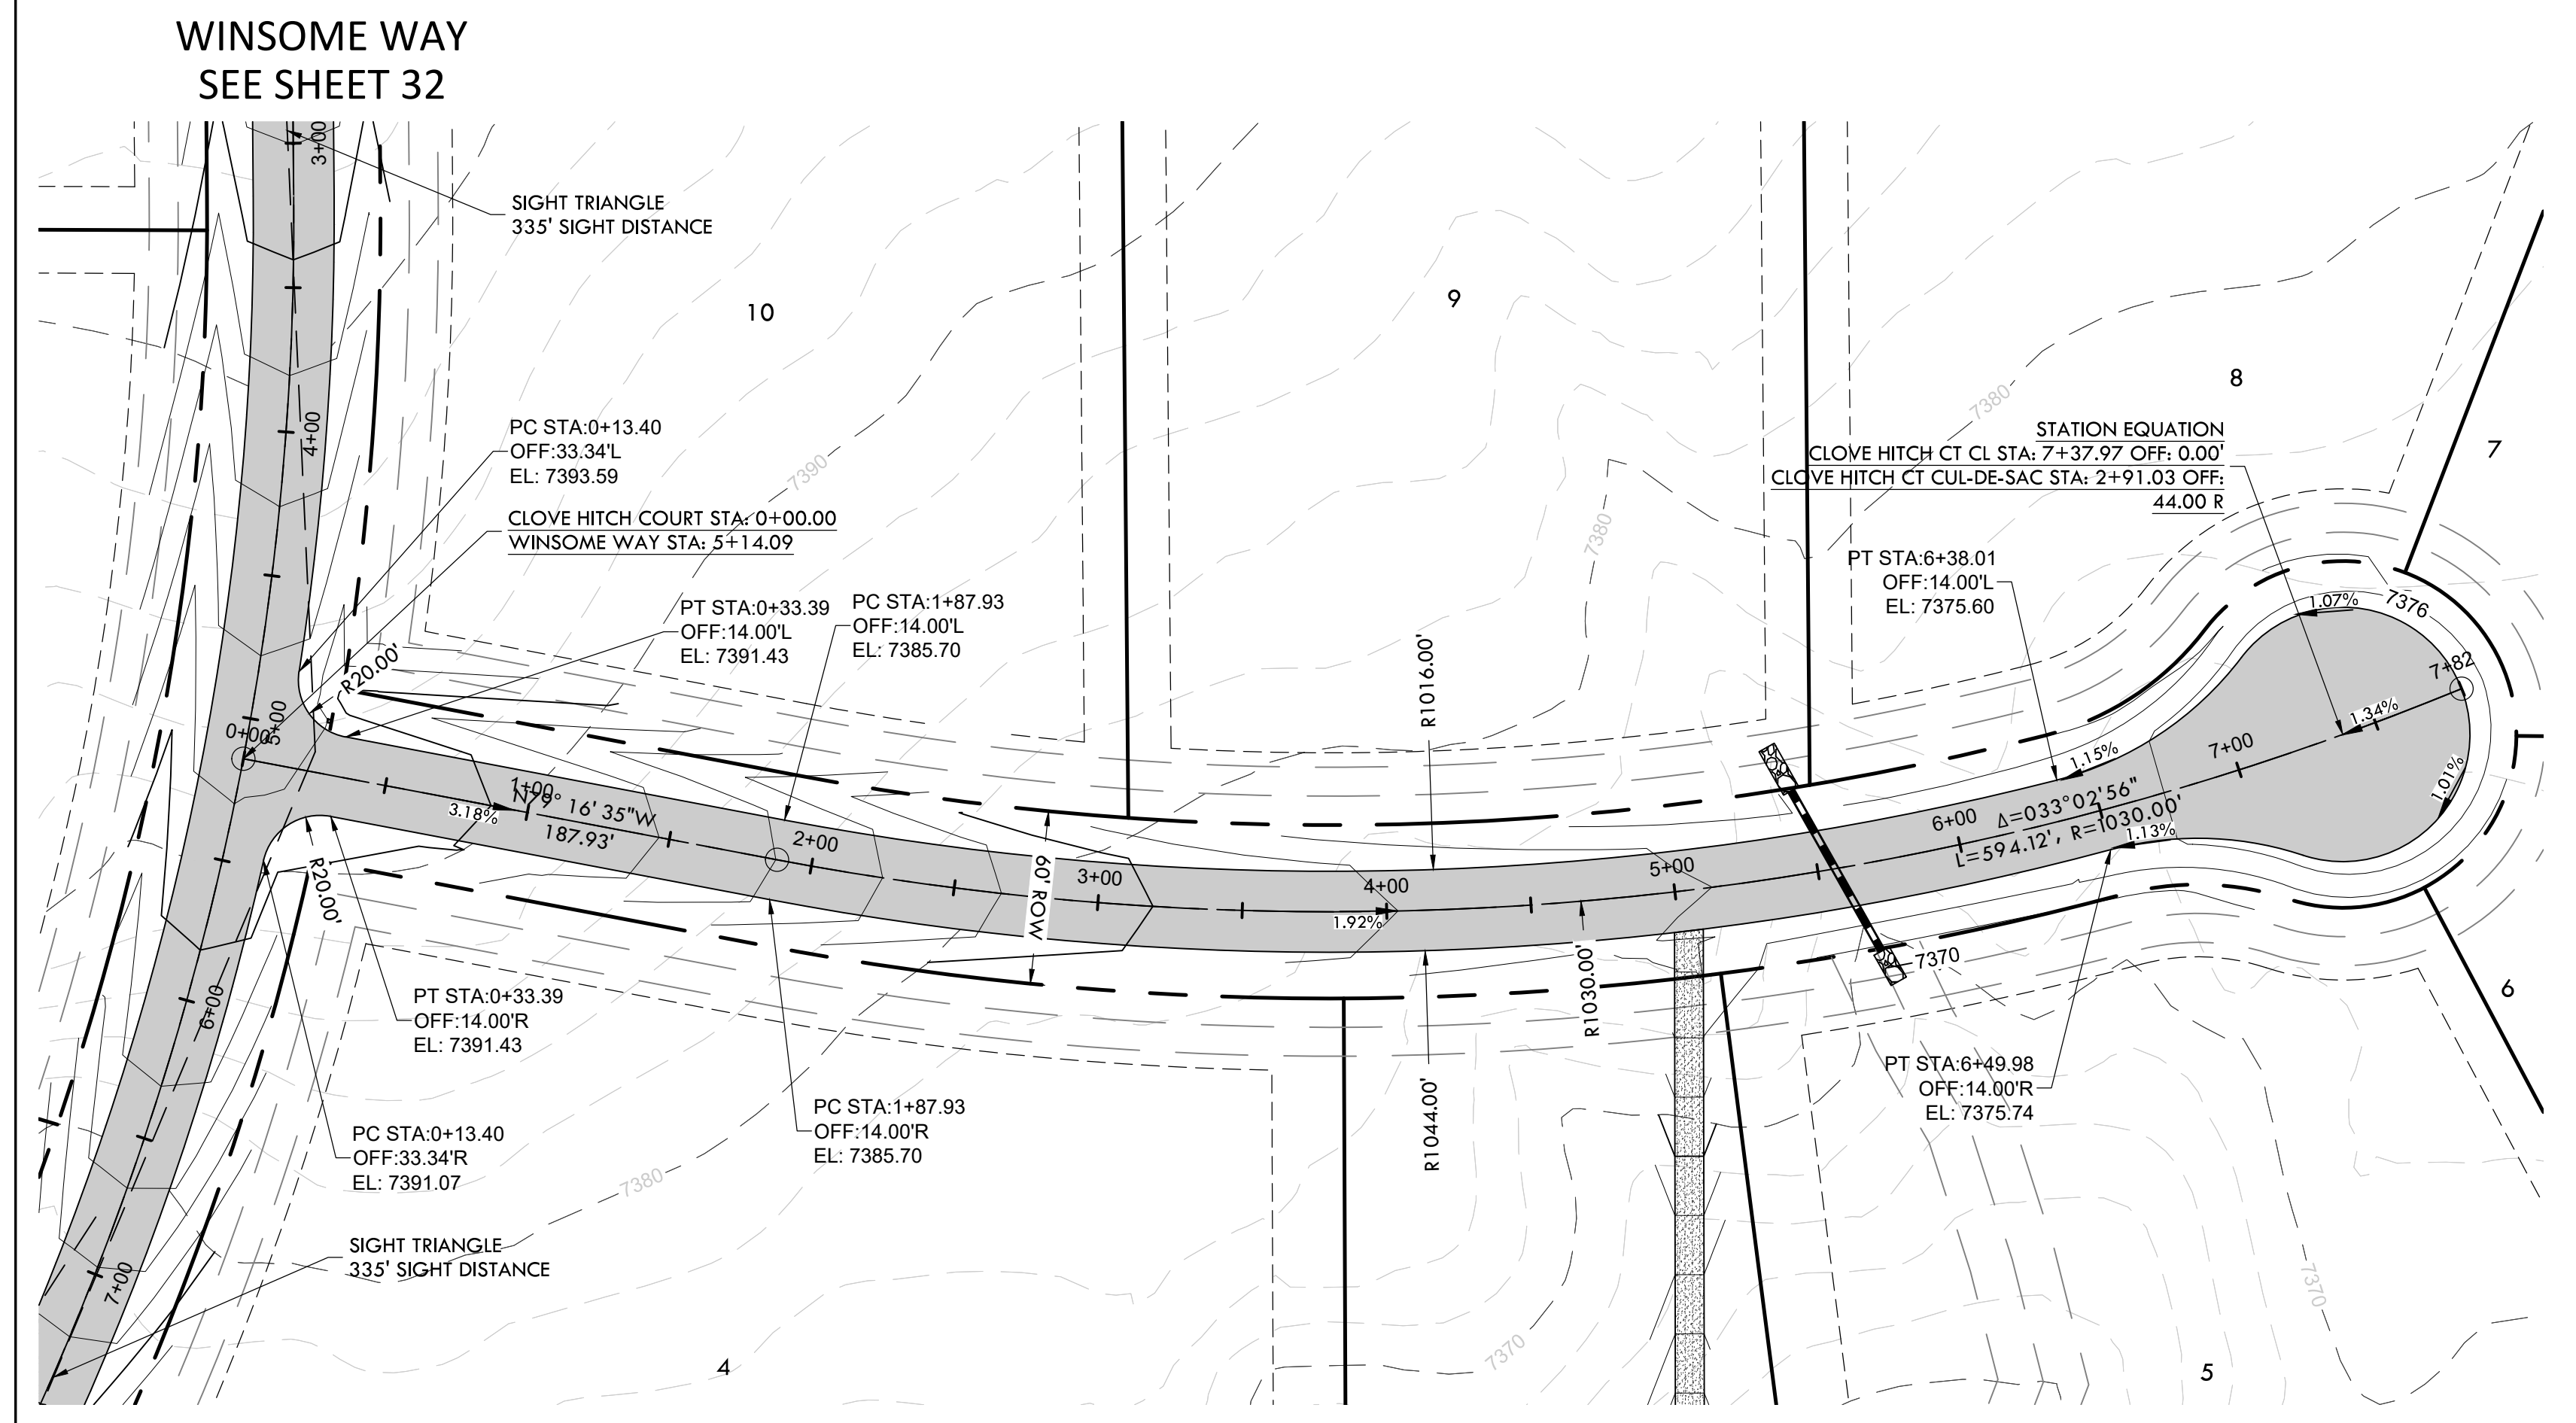 WINSOME WAY
SEE SHEET 32
3+00
SIGHT TRIANGLE
335' SIGHT DISTANCE
10
9
8
7
7380
4+00
PC STA:0+13.40
OFF:33.34'L
EL: 7393.59
7390
STATION EQUATION
CLOVE HITCH CT CL STA: 7+37.97 OFF: 0.00'
CLOVE HITCH CT CUL-DE-SAC STA: 2+91.03 OFF:
44.00 R
CLOVE HITCH COURT STA: 0+00.00
WINSOME WAY STA: 5+14.09
7380
PT STA:6+38.01
OFF:14.00'L
EL: 7375.60
PT STA:0+33.39
OFF:14.00'L
EL: 7391.43
PC STA:1+87.93
OFF:14.00'L
EL: 7385.70
1.07%
7376
R20.00'
R1016.00'
7+82
0+00
5+00
1.34%
7+00
1.15%
1.01%
1+00
N79° 16' 35"W
187.93'
3.18%
2+00
6+00
Δ=033°02'56"
L=594.12', R=1030.00'
1.13%
60' ROW
3+00
4+00
5+00
1.92%
R20.00'
R1030.00'
7370
6
6+00
PT STA:0+33.39
OFF:14.00'R
EL: 7391.43
PT STA:6+49.98
OFF:14.00'R
EL: 7375.74
R1044.00'
PC STA:1+87.93
OFF:14.00'R
EL: 7385.70
PC STA:0+13.40
OFF:33.34'R
EL: 7391.07
7380
SIGHT TRIANGLE
335' SIGHT DISTANCE
7+00
7370
7370
4
5